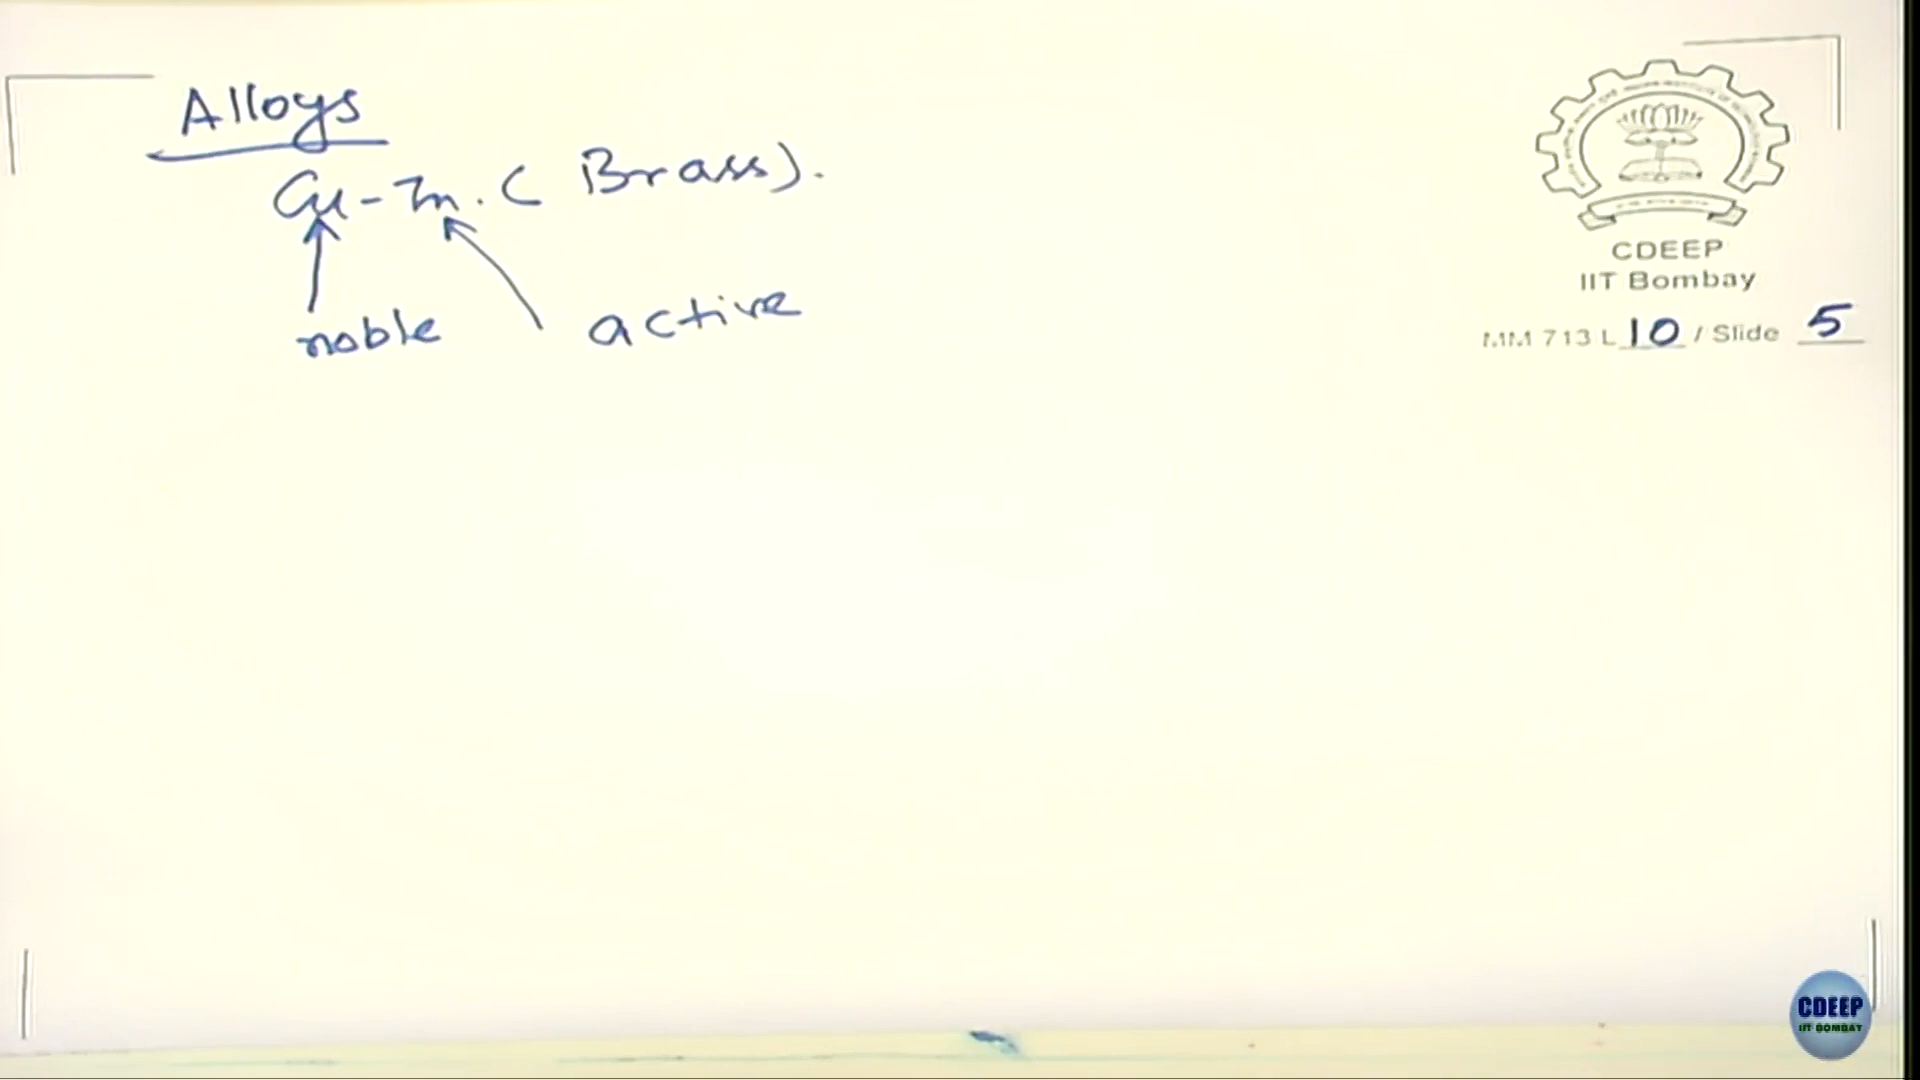 Alloys
Cu-Zn. ( Brass).
noble active
CDEEP
IIT Bombay
MM 713 L 10 / Slide 5
CDEEP
IIT BOMBAY